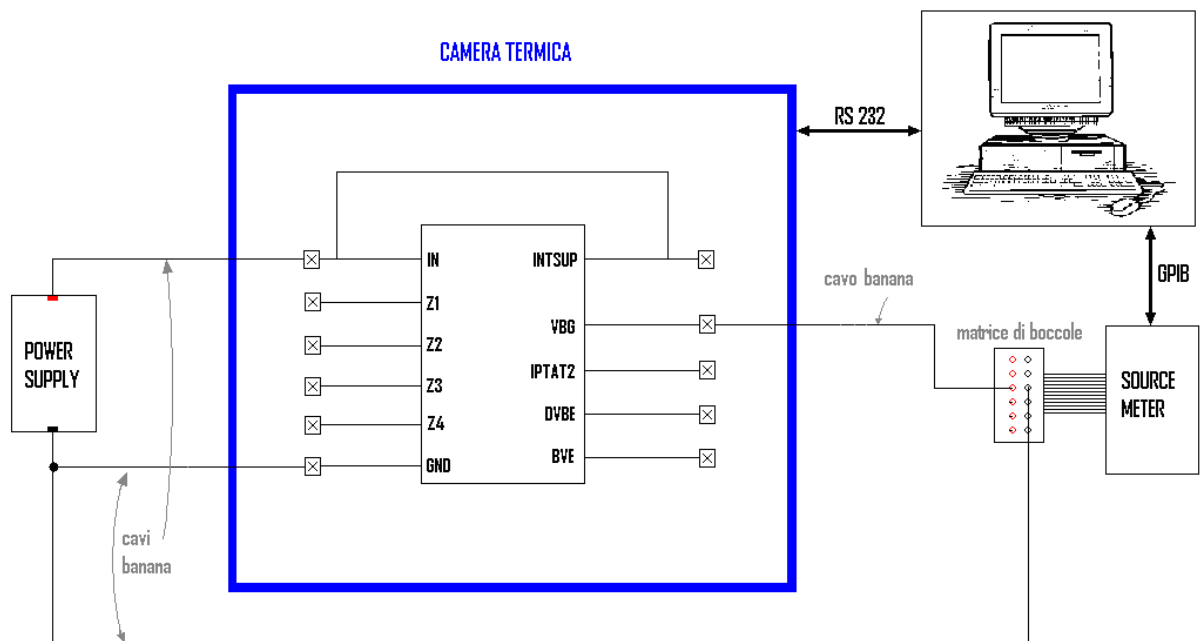 CAMERA TERMICA
RS 232
GPIB
IN
Z1
Z2
Z3
Z4
GND
INTSUP
VBG
IPTAT2
DVBE
BVE
POWER
SUPPLY
cavo banana
matrice di boccole
SOURCE
METER
cavi
banana